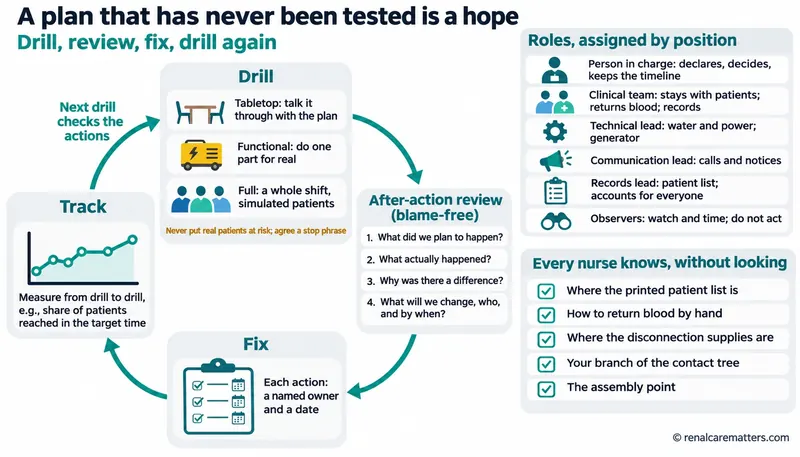 A plan that has never been tested is a hope
Drill, review, fix, drill again
Drill
Tabletop: talk it
through with the plan
Functional: do one
part for real
Full: a whole shift,
simulated patients
Never put real patients at risk; agree a stop phrase
After-action review
(blame-free)
1. What did we plan to happen?
2. What actually happened?
3. Why was there a difference?
4. What will we change, who,
and by when?
Fix
Each action:
a named owner
and a date
Track
Measure from drill to drill,
e.g., share of patients
reached in the target time
Next drill
checks the
actions
Roles, assigned by position
Person in charge: declares, decides,
keeps the timeline
Clinical team: stays with patients;
returns blood; records
Technical lead: water and power;
generator
Communication lead: calls and notices
Records lead: patient list;
accounts for everyone
Observers: watch and time; do not act
Every nurse knows, without looking
Where the printed patient list is
How to return blood by hand
Where the disconnection supplies are
Your branch of the contact tree
The assembly point
© renalcarematters.com